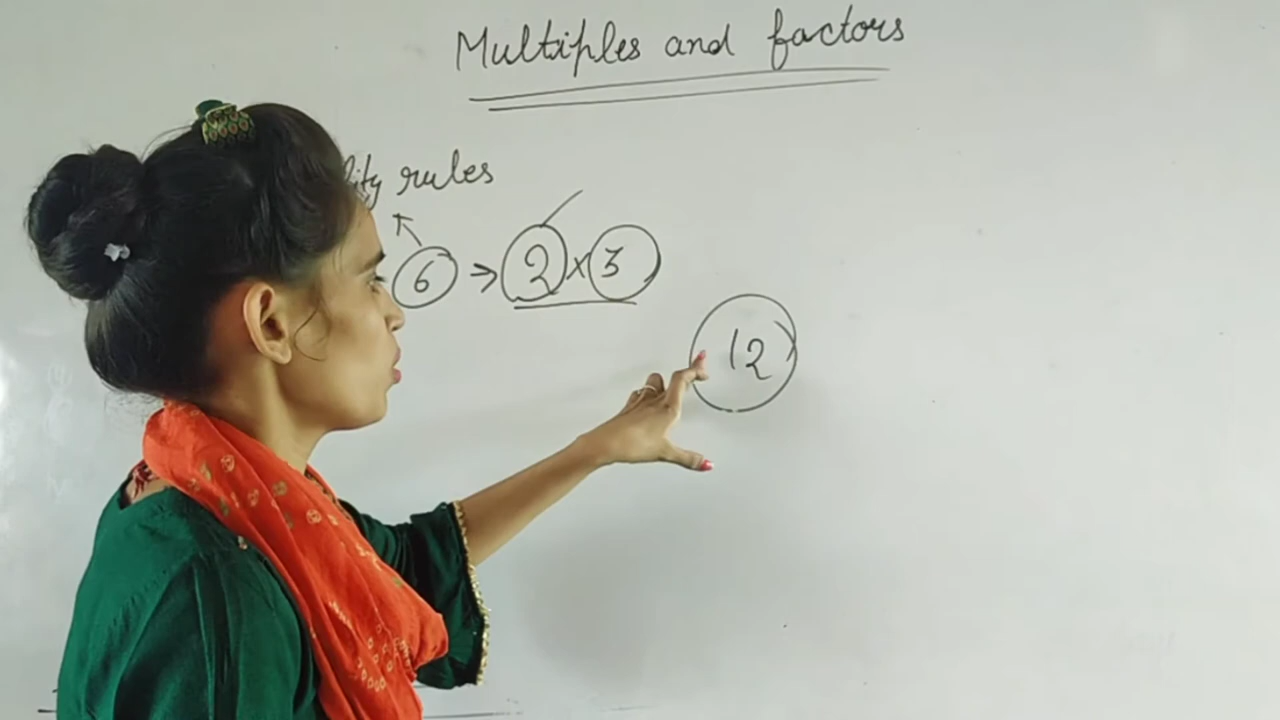 Multiples and factors
rules
6 ⇒ 2 × 3
12